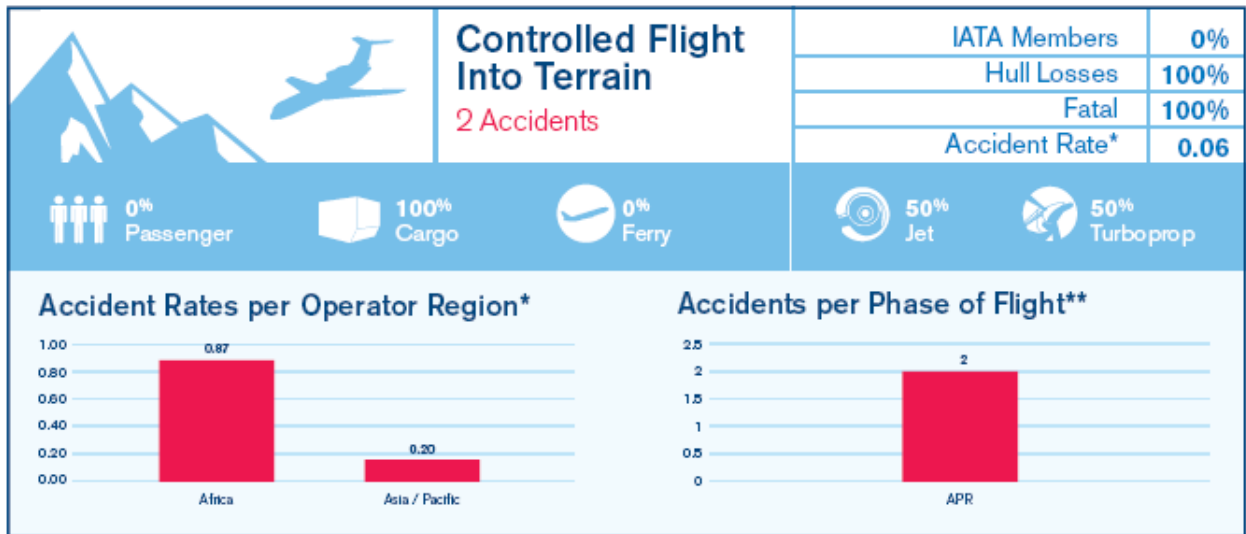 Controlled Flight
Into Terrain
2 Accidents
IATA Members 0%
Hull Losses 100%
Fatal 100%
Accident Rate* 0.06
0%
Passenger
100%
Cargo
0%
Ferry
50%
Jet
50%
Turboprop
Accident Rates per Operator Region*
1.00
0.80
0.60
0.40
0.20
0.00
0.87
0.20
Africa
Asia / Pacific
Accidents per Phase of Flight**
2.5
2
1.5
1
0.5
0
2
APR